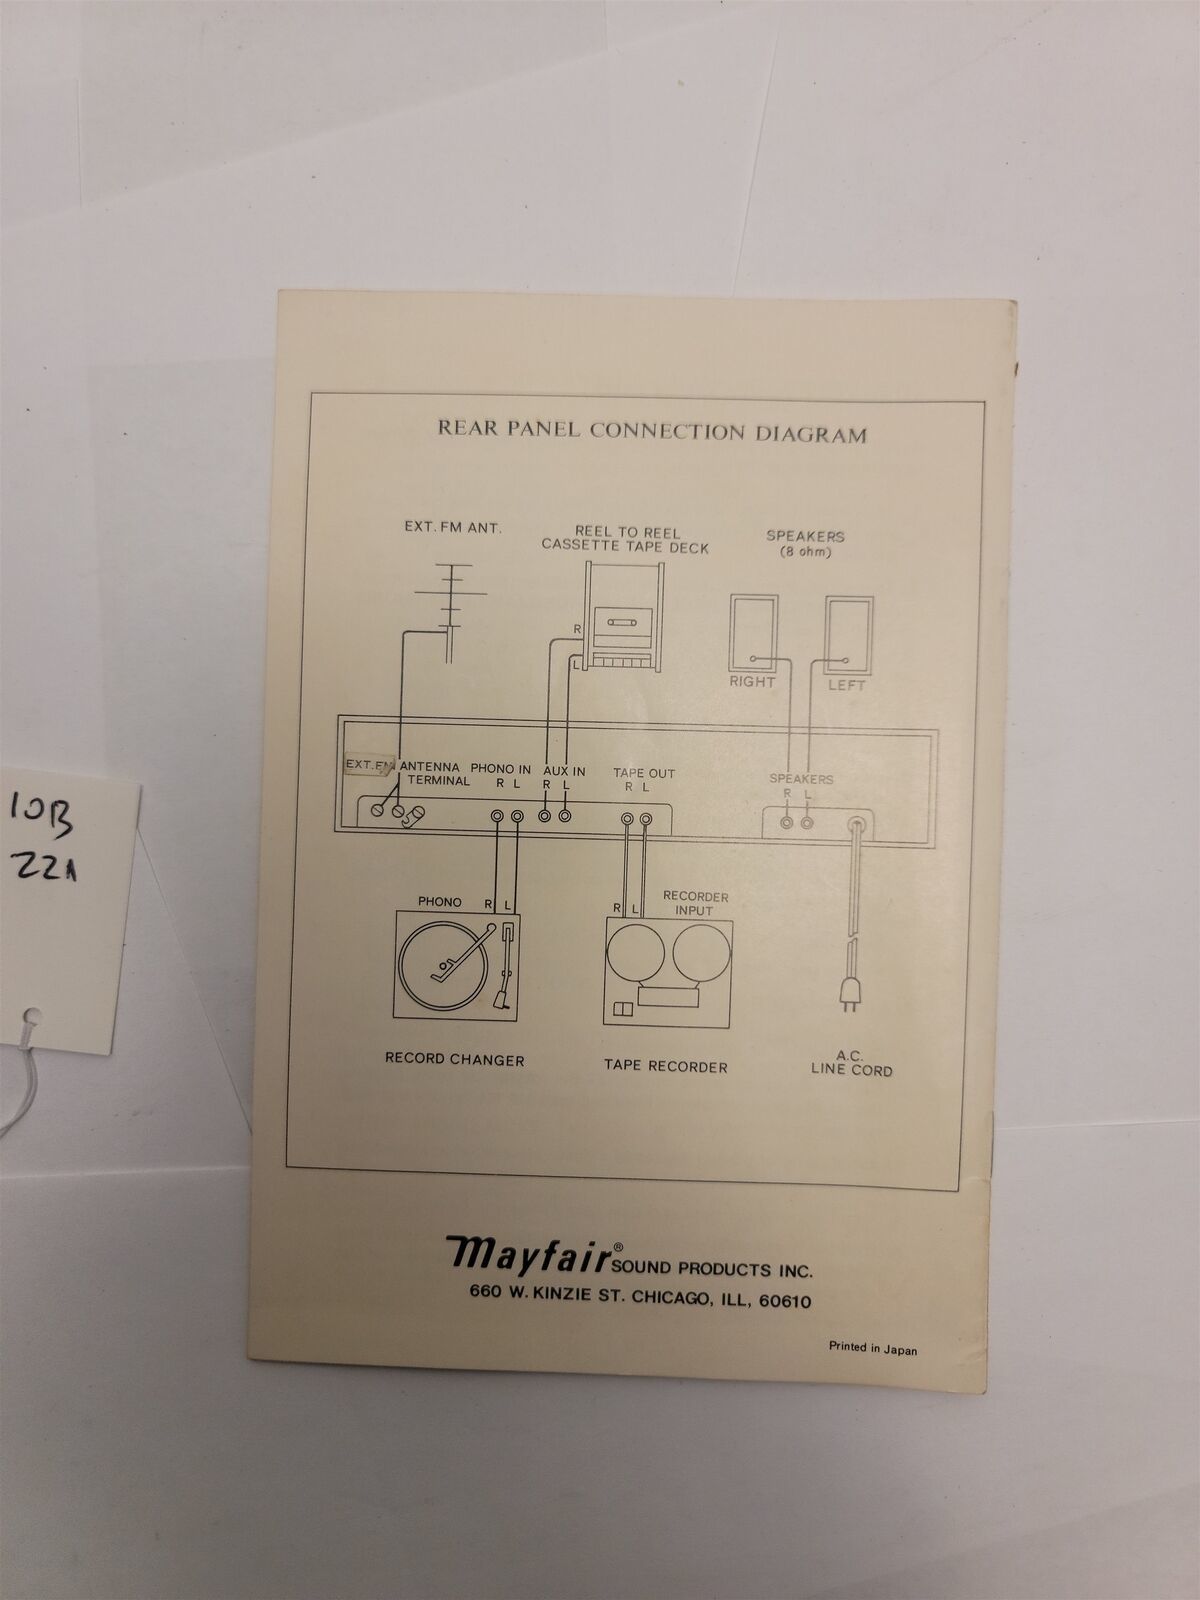 REAR PANEL CONNECTION DIAGRAM
EXT. FM ANT.
REEL TO REEL
CASSETTE TAPE DECK
SPEAKERS
(8 ohm)
R
L
RIGHT
LEFT
EXT. FM ANTENNA
TERMINAL
PHONO IN
R L
AUX IN
R L
TAPE OUT
R L
SPEAKERS
R L
PHONO R L
R L
RECORDER
INPUT
RECORD CHANGER
TAPE RECORDER
A.C.
LINE CORD
Mayfair® SOUND PRODUCTS INC.
660 W. KINZIE ST. CHICAGO, ILL, 60610
Printed in Japan
10B